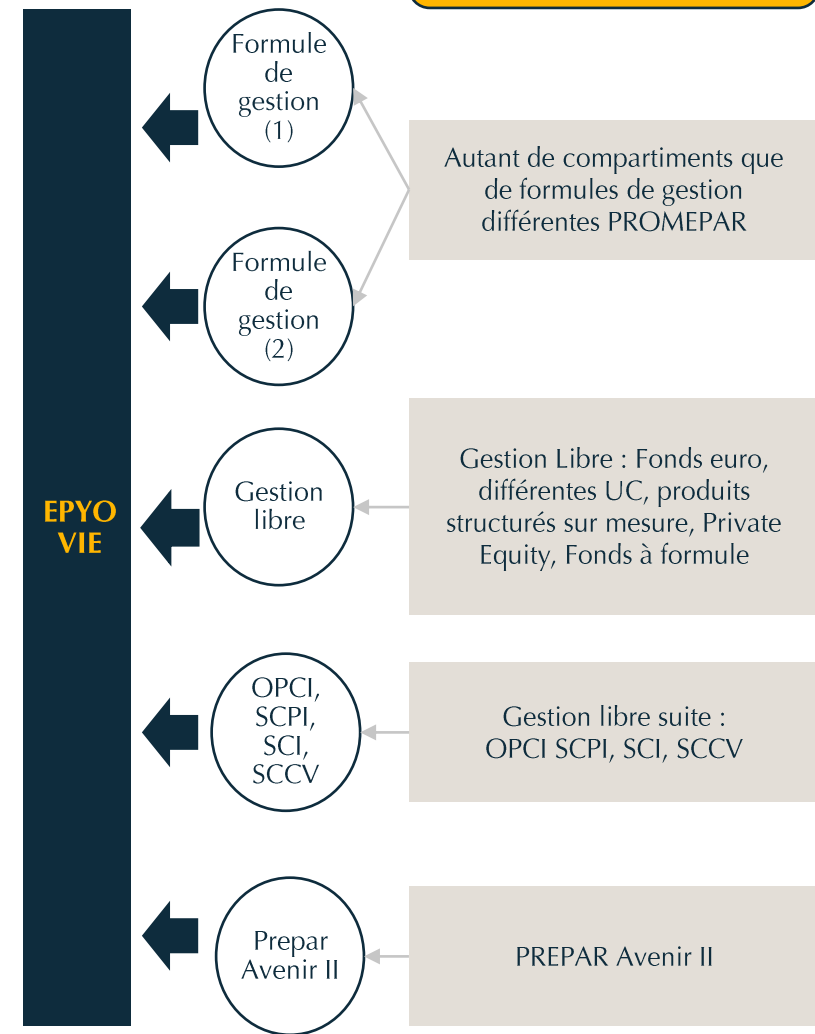 Formule
de
gestion
(1)
Autant de compartiments que
de formules de gestion
différentes PROMEPAR
Formule
de
gestion
(2)
EPYO
VIE
Gestion
libre
Gestion Libre : Fonds euro,
différentes UC, produits
structurés sur mesure, Private
Equity, Fonds à formule
OPCI,
SCPI,
SCI,
SCCV
Gestion libre suite :
OPCI SCPI, SCI, SCCV
Prepar
Avenir II
PREPAR Avenir II